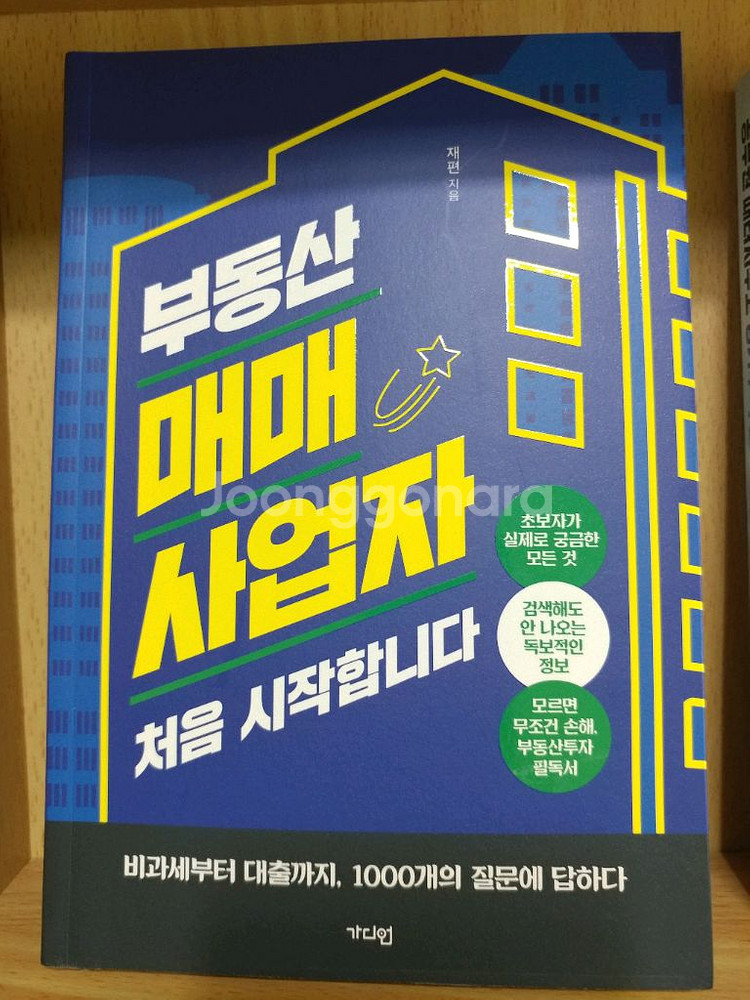 재편 지음
부동산
매매
사업자
처음 시작합니다
Joonggonara
초보자가
실제로 궁금한
모든 것
검색해도
안 나오는
독보적인
정보
모르면
무조건 손해,
부동산투자
필독서
비과세부터 대출까지, 1000개의 질문에 답하다
가디언